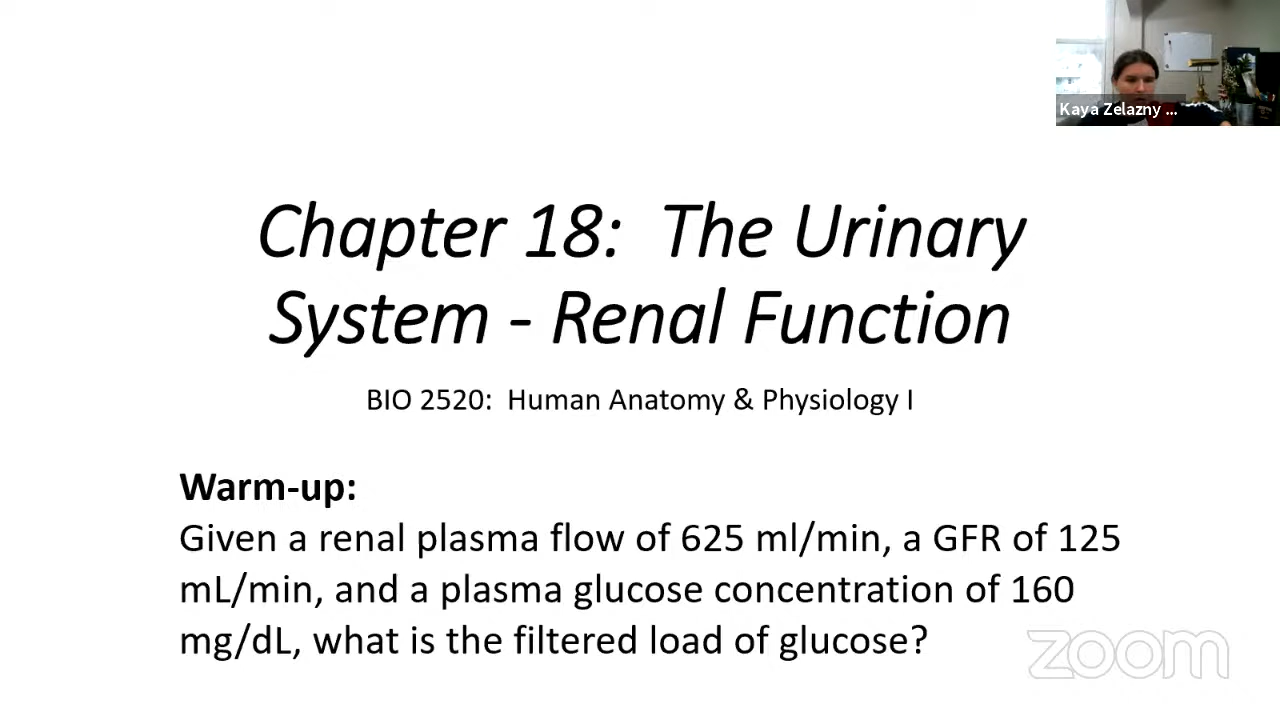 Kaya Zelazny ...
Chapter 18:  The Urinary
System - Renal Function
BIO 2520:  Human Anatomy & Physiology I
Warm-up:
Given a renal plasma flow of 625 ml/min, a GFR of 125
mL/min, and a plasma glucose concentration of 160
mg/dL, what is the filtered load of glucose?
zoom